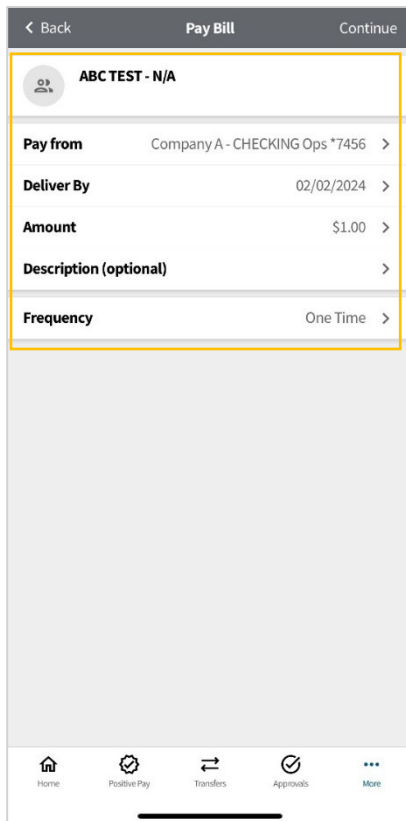 Back Pay Bill Continue
ABC TEST - N/A
Pay from Company A - CHECKING Ops *7456
Deliver By 02/02/2024
Amount $1.00
Description (optional)
Frequency One Time
Home Positive Pay Transfers Approvals More